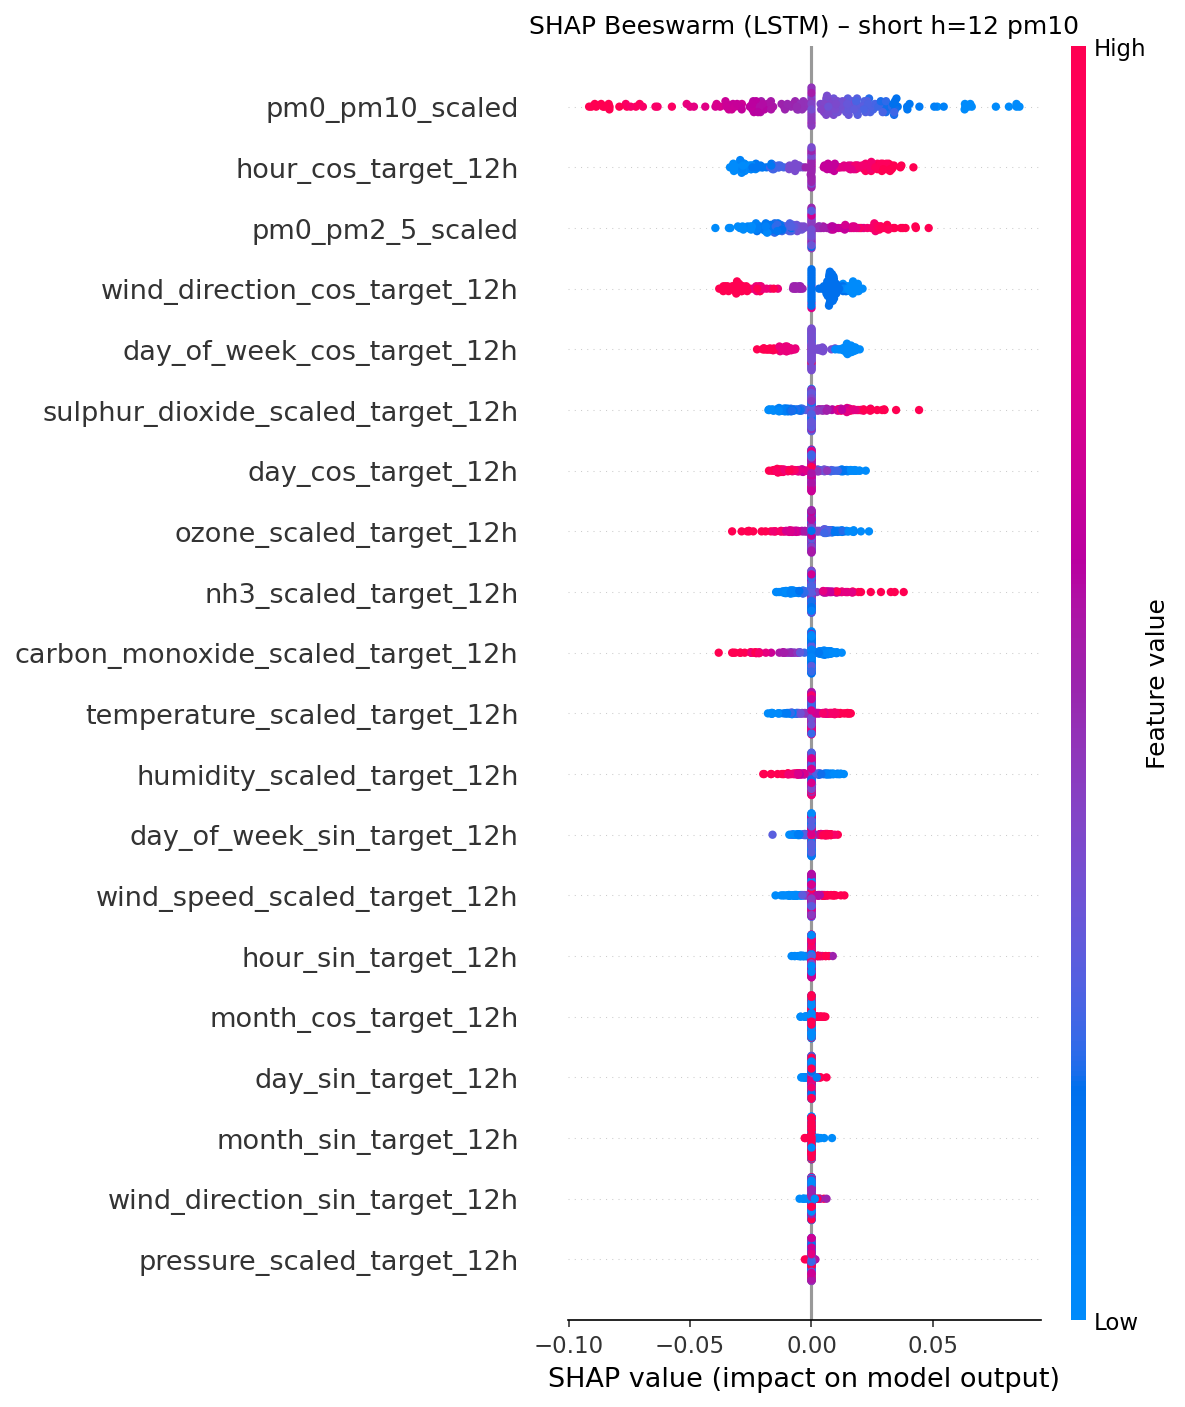 SHAP Beeswarm (LSTM) – short h=12 pm10
High
pm0_pm10_scaled
hour_cos_target_12h
pm0_pm2_5_scaled
wind_direction_cos_target_12h
day_of_week_cos_target_12h
sulphur_dioxide_scaled_target_12h
day_cos_target_12h
ozone_scaled_target_12h
nh3_scaled_target_12h
carbon_monoxide_scaled_target_12h
temperature_scaled_target_12h
humidity_scaled_target_12h
day_of_week_sin_target_12h
wind_speed_scaled_target_12h
hour_sin_target_12h
month_cos_target_12h
day_sin_target_12h
month_sin_target_12h
wind_direction_sin_target_12h
pressure_scaled_target_12h
Feature value
Low
−0.10 −0.05 0.00 0.05
SHAP value (impact on model output)